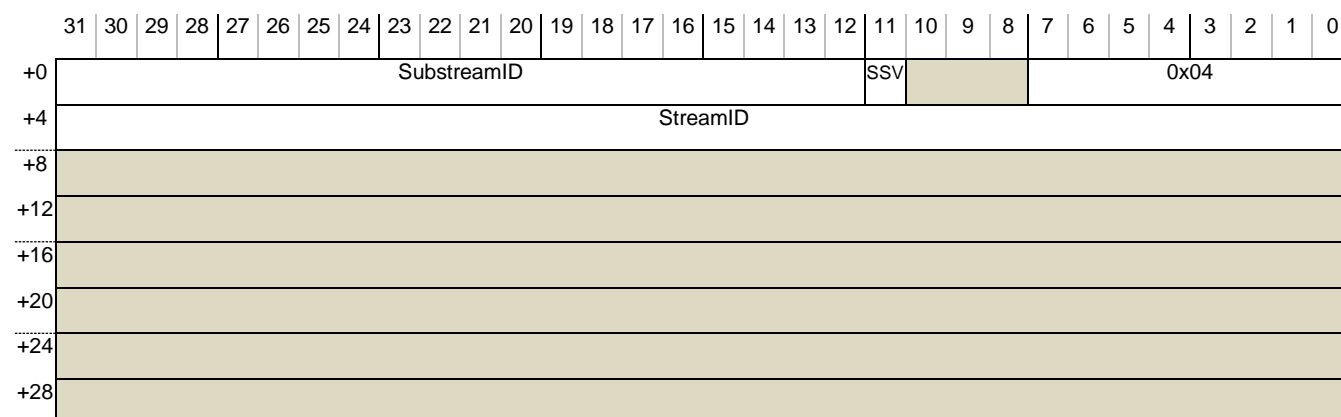 31 30 29 28 27 26 25 24 23 22 21 20 19 18 17 16 15 14 13 12 11 10 9 8 7 6 5 4 3 2 1 0
+0 SubstreamID SSV 0x04
+4 StreamID
+8
+12
+16
+20
+24
+28